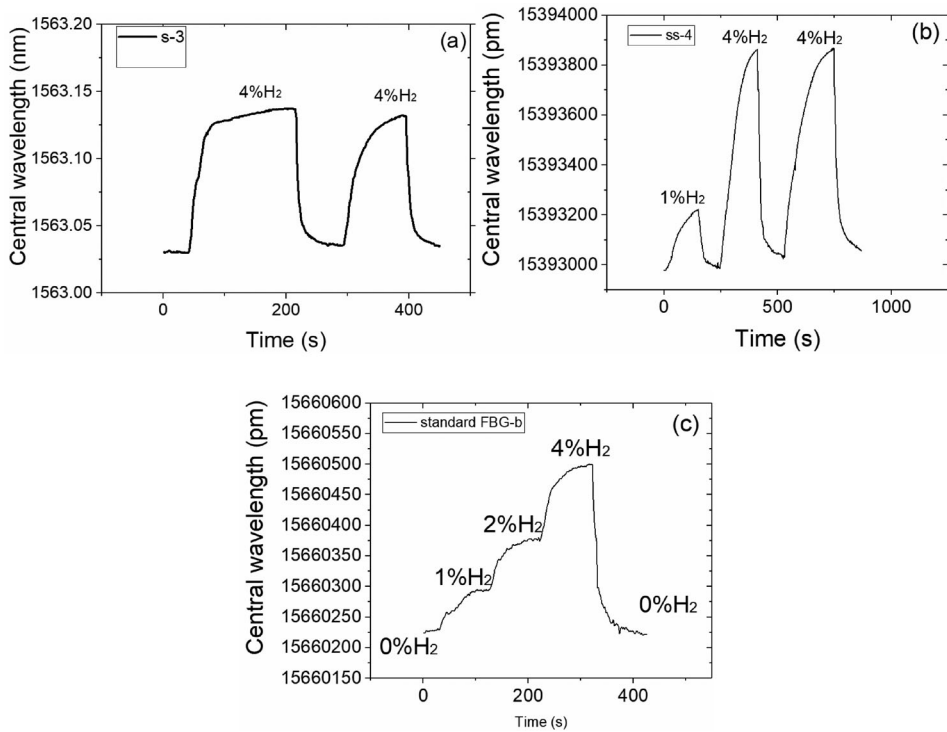 (a)
s-3
4%H2
4%H2
Central wavelength (nm)
1563.20
1563.15
1563.10
1563.05
1563.00
0
200
400
Time (s)
(b)
ss-4
1%H2
4%H2
4%H2
Central wavelength (pm)
15394000
15393800
15393600
15393400
15393200
15393000
0
500
1000
Time (s)
(c)
standard FBG-b
0%H2
1%H2
2%H2
4%H2
0%H2
Central wavelength (pm)
15660600
15660550
15660500
15660450
15660400
15660350
15660300
15660250
15660200
15660150
0
200
400
Time (s)